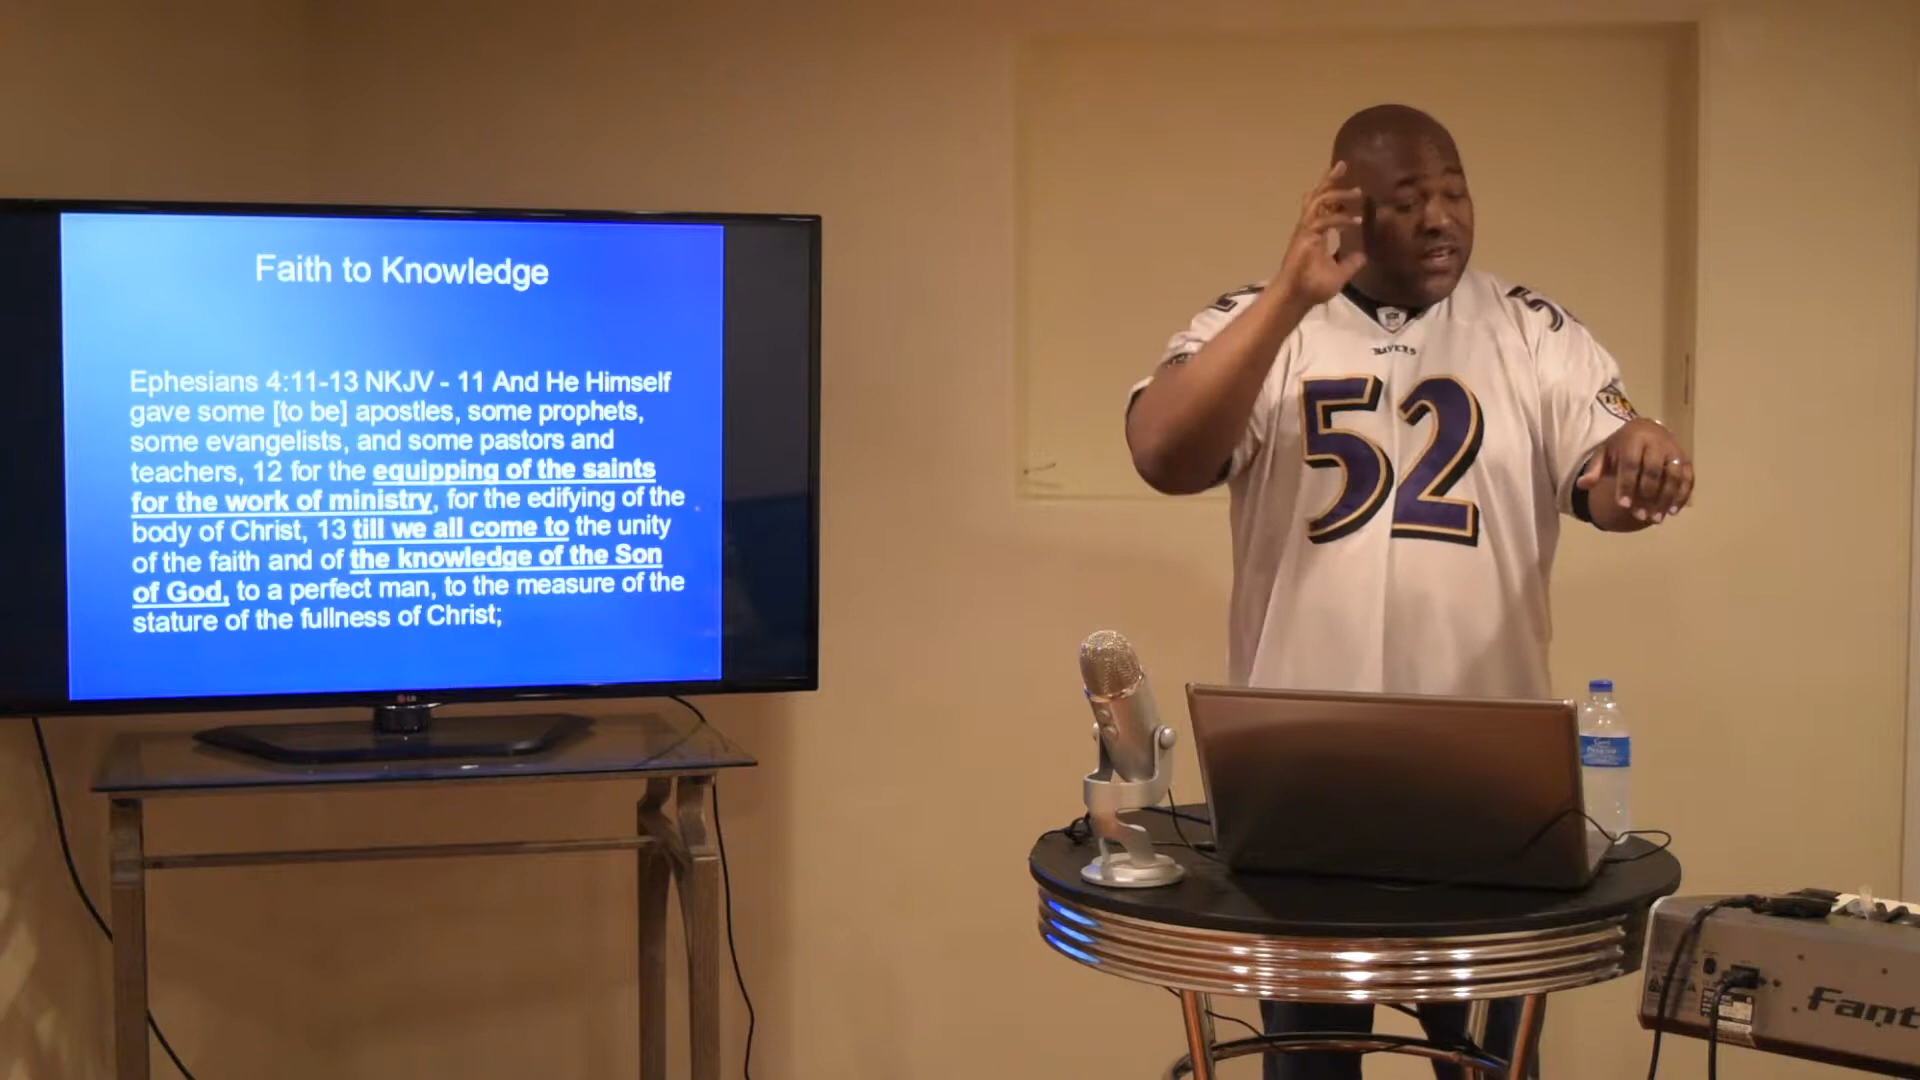 Faith to Knowledge
Ephesians 4:11-13 NKJV - 11 And He Himself
gave some [to be] apostles, some prophets,
some evangelists, and some pastors and
teachers, 12 for the equipping of the saints
for the work of ministry, for the edifying of the
body of Christ, 13 till we all come to the unity
of the faith and of the knowledge of the Son
of God, to a perfect man, to the measure of the
stature of the fullness of Christ;
LG
RAVENS
52
Fant